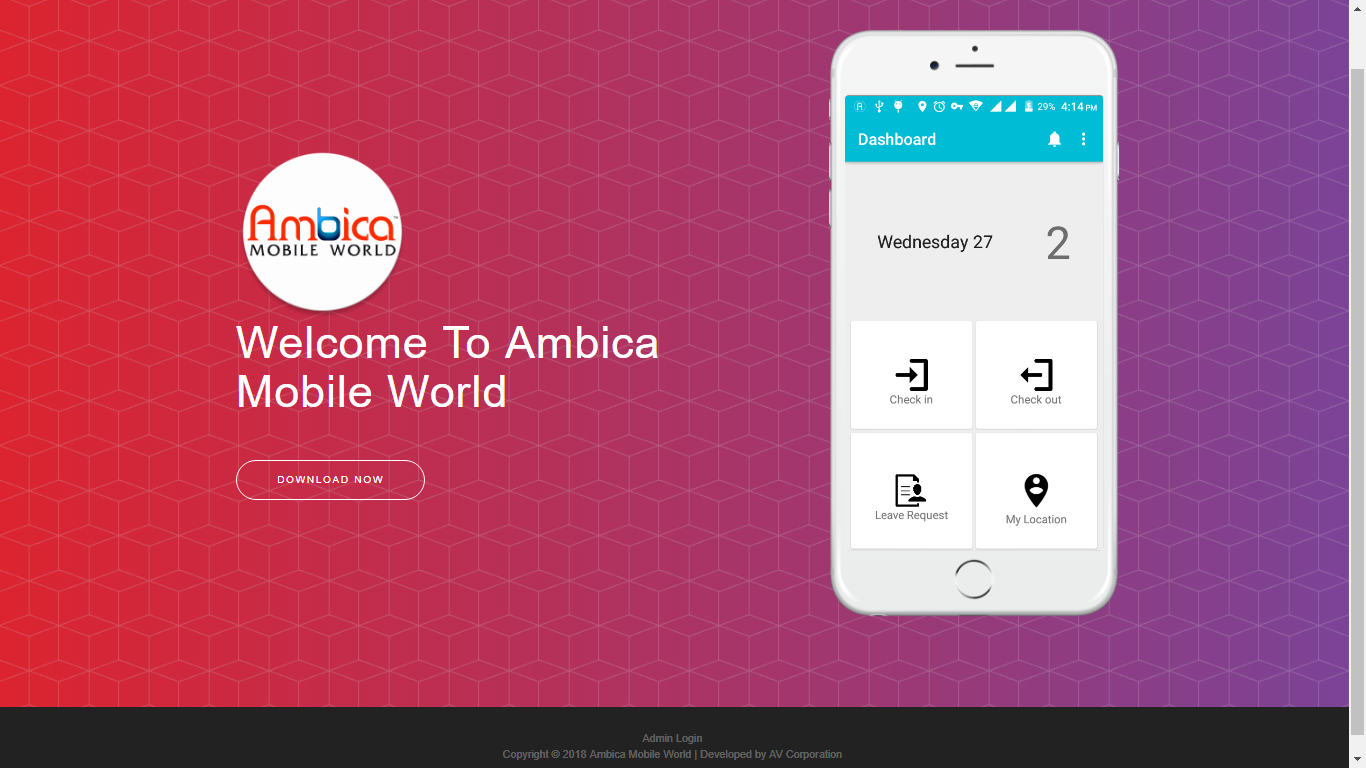 Ambica™
MOBILE WORLD
Welcome To Ambica
Mobile World
DOWNLOAD NOW
29% 4:14 PM
Dashboard
Wednesday 27
2
Check in
Check out
Leave Request
My Location
Admin Login
Copyright © 2018 Ambica Mobile World | Developed by AV Corporation